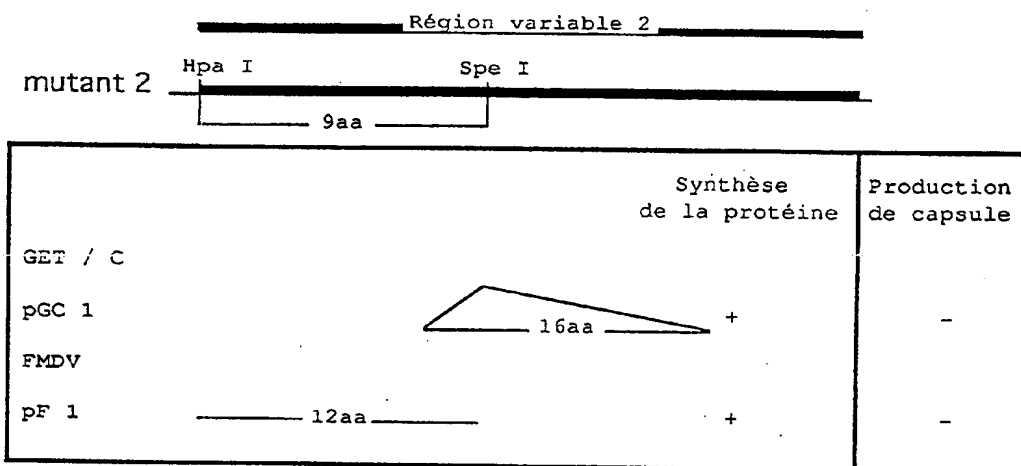 Région variable 2
Hpa I Spe I
mutant 2
9aa
Synthèse Production
de la protéine de capsule
GET / C
pGC 1 16aa + -
FMDV
pF 1 12aa + -